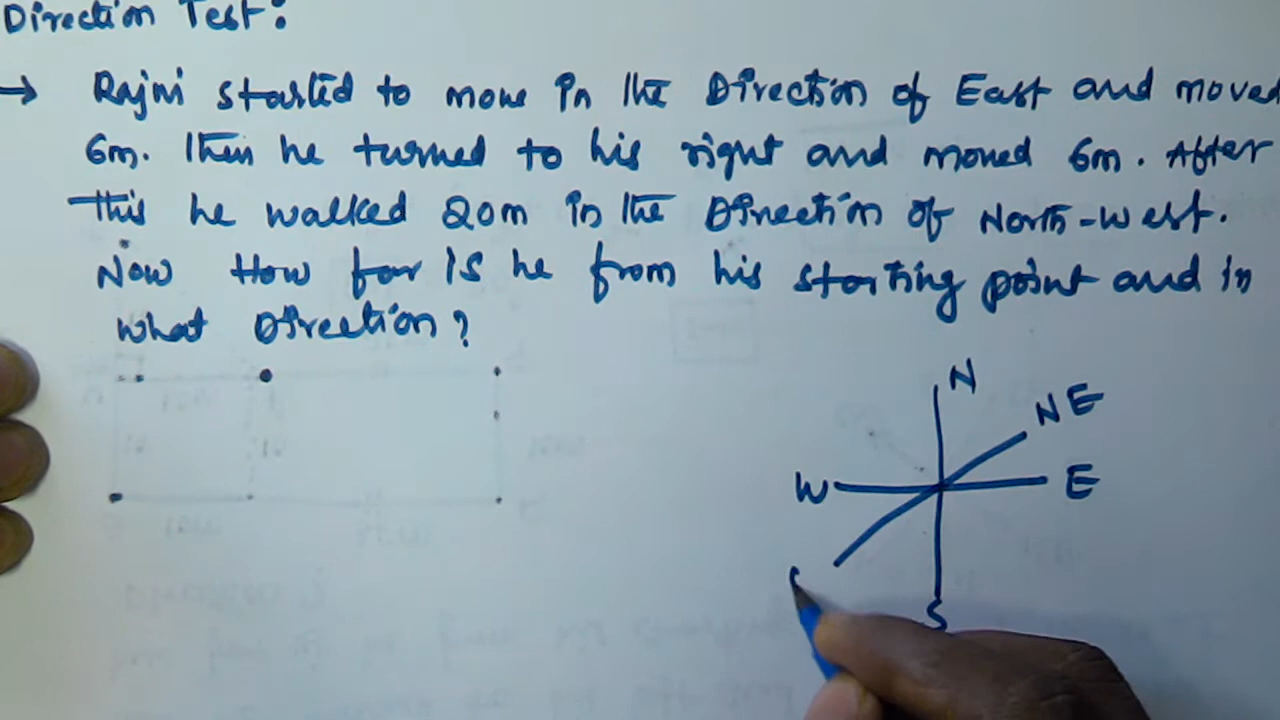 Direction Test:
→ Rajni started to move in the Direction of East and moved
6m. Then he turned to his right and moved 6m. After
this he walked 20m in the Direction of North-West.
Now How far is he from his starting point and in
what Direction?
N
NE
W
E
S